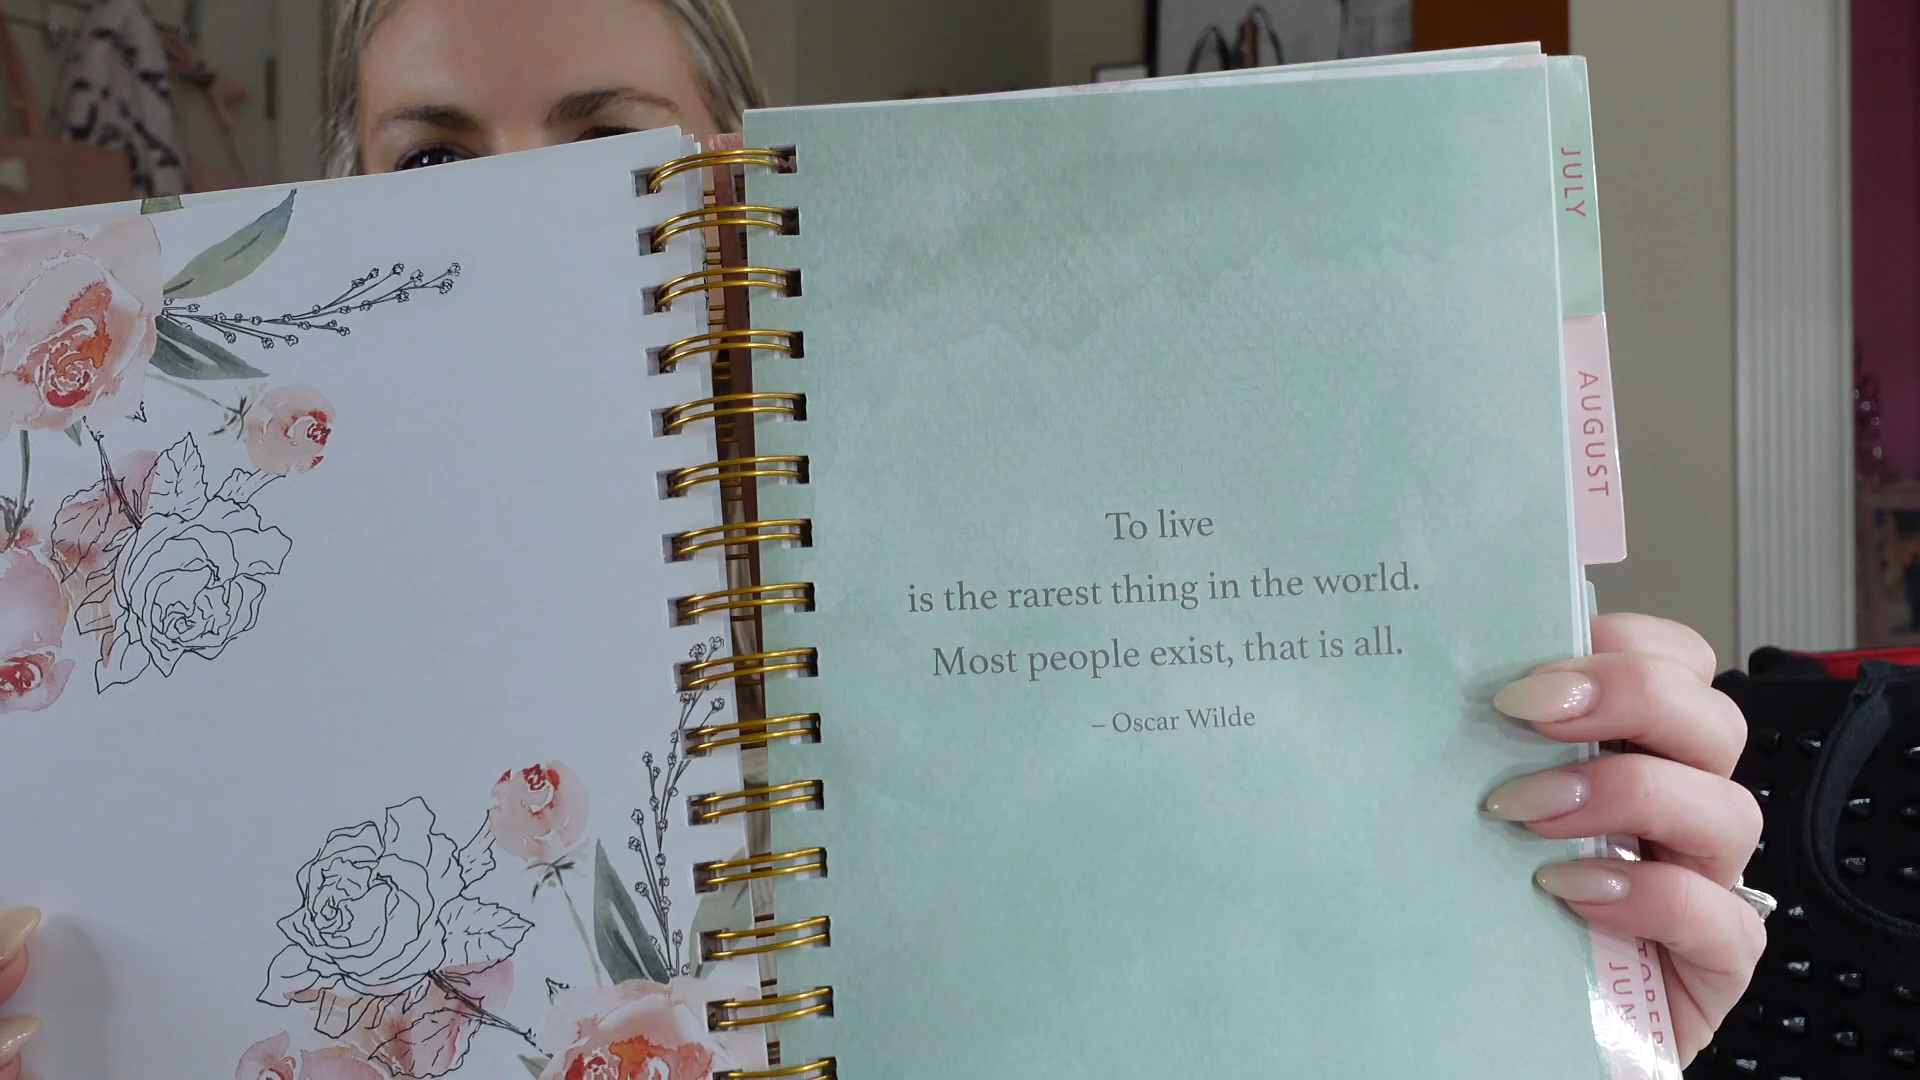 To live
is the rarest thing in the world.
Most people exist, that is all.
– Oscar Wilde
JULY
AUGUST